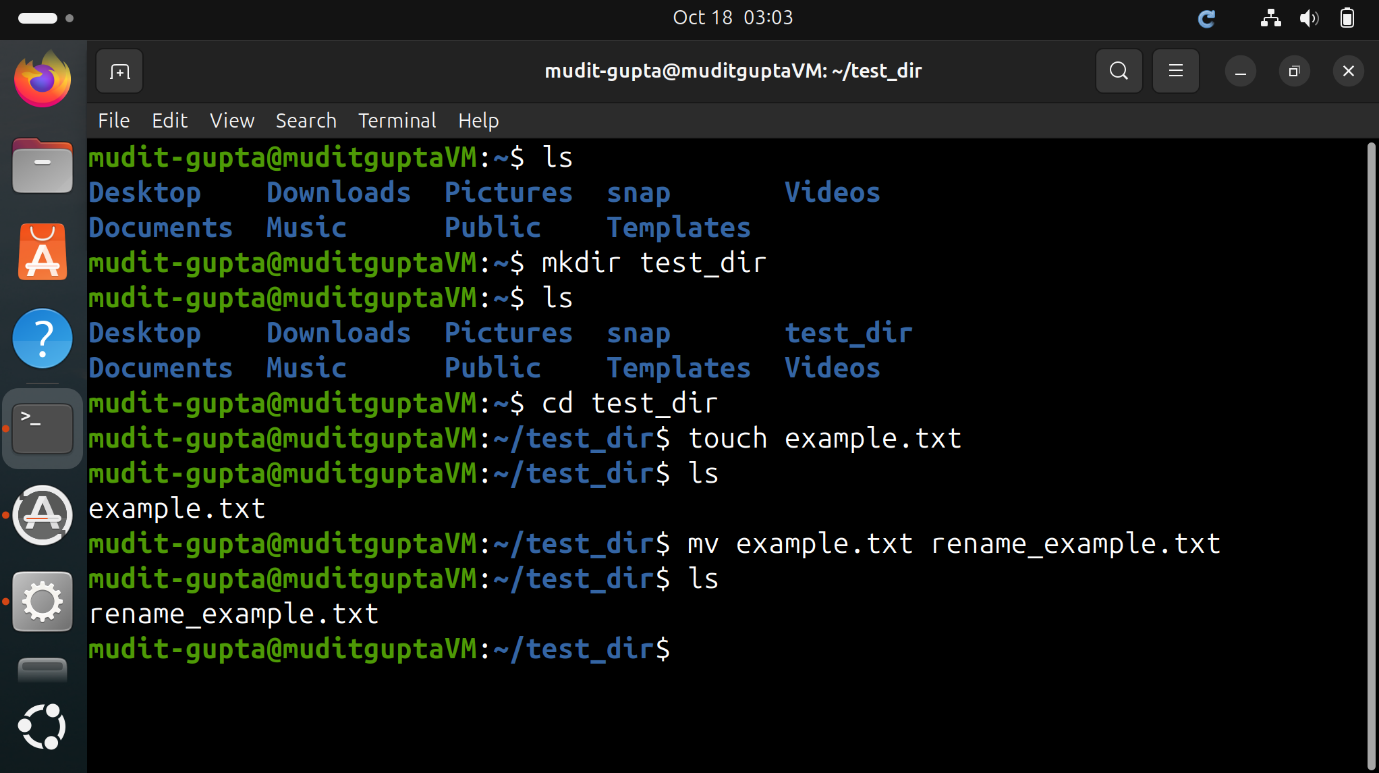 Oct 18 03:03
mudit-gupta@muditguptaVM: ~/test_dir
File Edit View Search Terminal Help
mudit-gupta@muditguptaVM:~$ ls
Desktop Downloads Pictures snap Videos
Documents Music Public Templates
mudit-gupta@muditguptaVM:~$ mkdir test_dir
mudit-gupta@muditguptaVM:~$ ls
Desktop Downloads Pictures snap test_dir
Documents Music Public Templates Videos
mudit-gupta@muditguptaVM:~$ cd test_dir
mudit-gupta@muditguptaVM:~/test_dir$ touch example.txt
mudit-gupta@muditguptaVM:~/test_dir$ ls
example.txt
mudit-gupta@muditguptaVM:~/test_dir$ mv example.txt rename_example.txt
mudit-gupta@muditguptaVM:~/test_dir$ ls
rename_example.txt
mudit-gupta@muditguptaVM:~/test_dir$